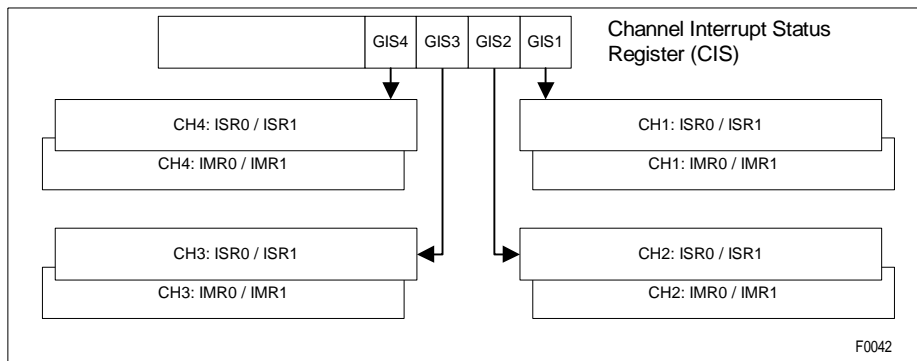 GIS4 GIS3 GIS2 GIS1
Channel Interrupt Status
Register (CIS)
CH4: ISR0 / ISR1
CH4: IMR0 / IMR1
CH1: ISR0 / ISR1
CH1: IMR0 / IMR1
CH3: ISR0 / ISR1
CH3: IMR0 / IMR1
CH2: ISR0 / ISR1
CH2: IMR0 / IMR1
F0042